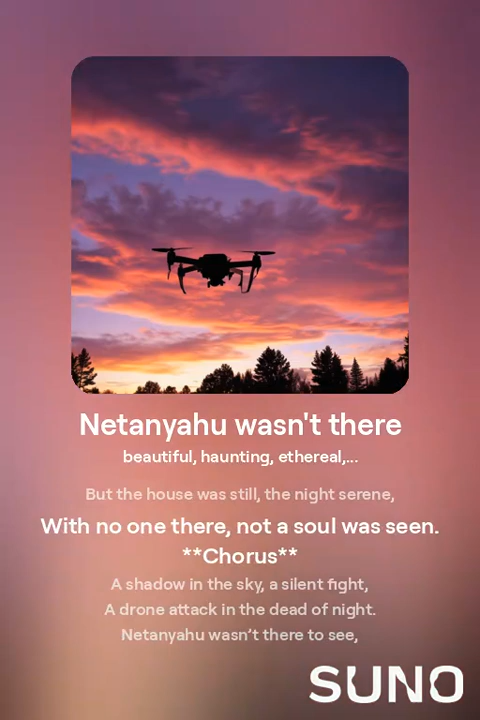 Netanyahu wasn't there
beautiful, haunting, ethereal,...
But the house was still, the night serene,
With no one there, not a soul was seen.
**Chorus**
A shadow in the sky, a silent fight,
A drone attack in the dead of night.
Netanyahu wasn’t there to see,
SUNO